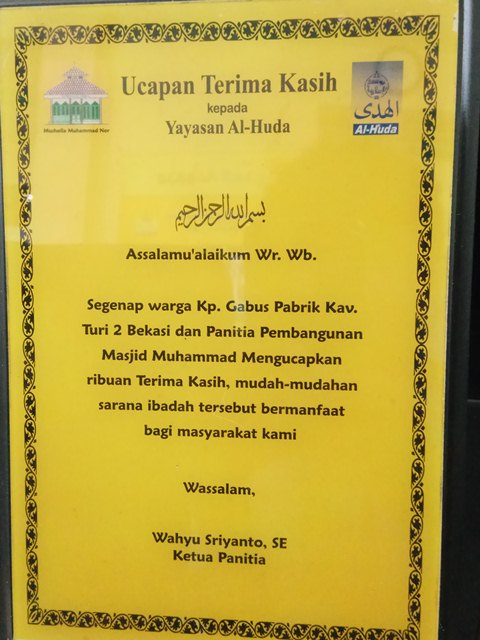 Ucapan Terima Kasih
kepada
Yayasan Al-Huda
Mushella Muhammad Nor
الهدى
Al-Huda
بسم الله الرحمن الرحيم
Assalamu'alaikum Wr. Wb.
Segenap warga Kp. Gabus Pabrik Kav.
Turi 2 Bekasi dan Panitia Pembangunan
Masjid Muhammad Mengucapkan
ribuan Terima Kasih, mudah-mudahan
sarana ibadah tersebut bermanfaat
bagi masyarakat kami
Wassalam,
Wahyu Sriyanto, SE
Ketua Panitia